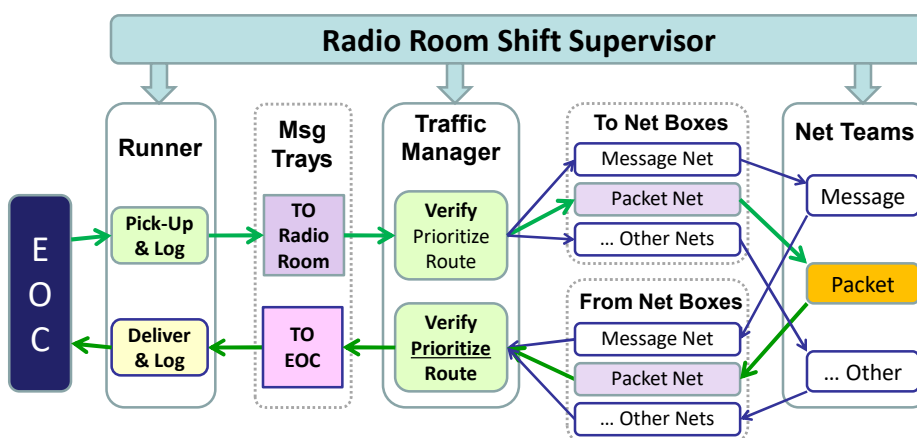 Radio Room Shift Supervisor
Runner
Msg
Trays
Traffic
Manager
To Net Boxes
Net Teams
Message Net
Packet Net
... Other Nets
Message
Packet
... Other
E
O
C
Pick-Up
& Log
TO
Radio
Room
Verify
Prioritize
Route
From Net Boxes
Message Net
Packet Net
... Other Nets
Deliver
& Log
TO
EOC
Verify
Prioritize
Route